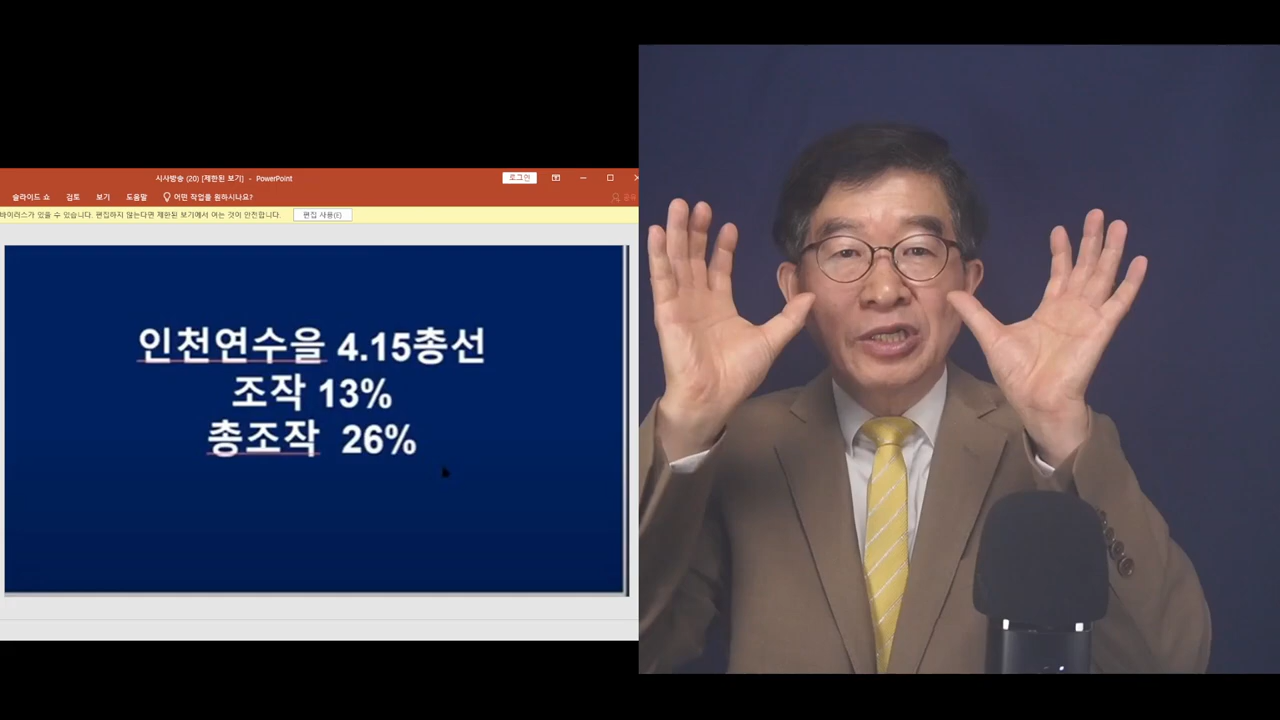 시사방송 (20) [제한된 보기] - PowerPoint
로그인
슬라이드 쇼 검토 보기 도움말 어떤 작업을 원하시나요? 공유
바이러스가 있을 수 있습니다. 편집하지 않는다면 제한된 보기에서 여는 것이 안전합니다. 편집 사용(E)
인천연수을 4.15총선
조작 13%
총조작 26%